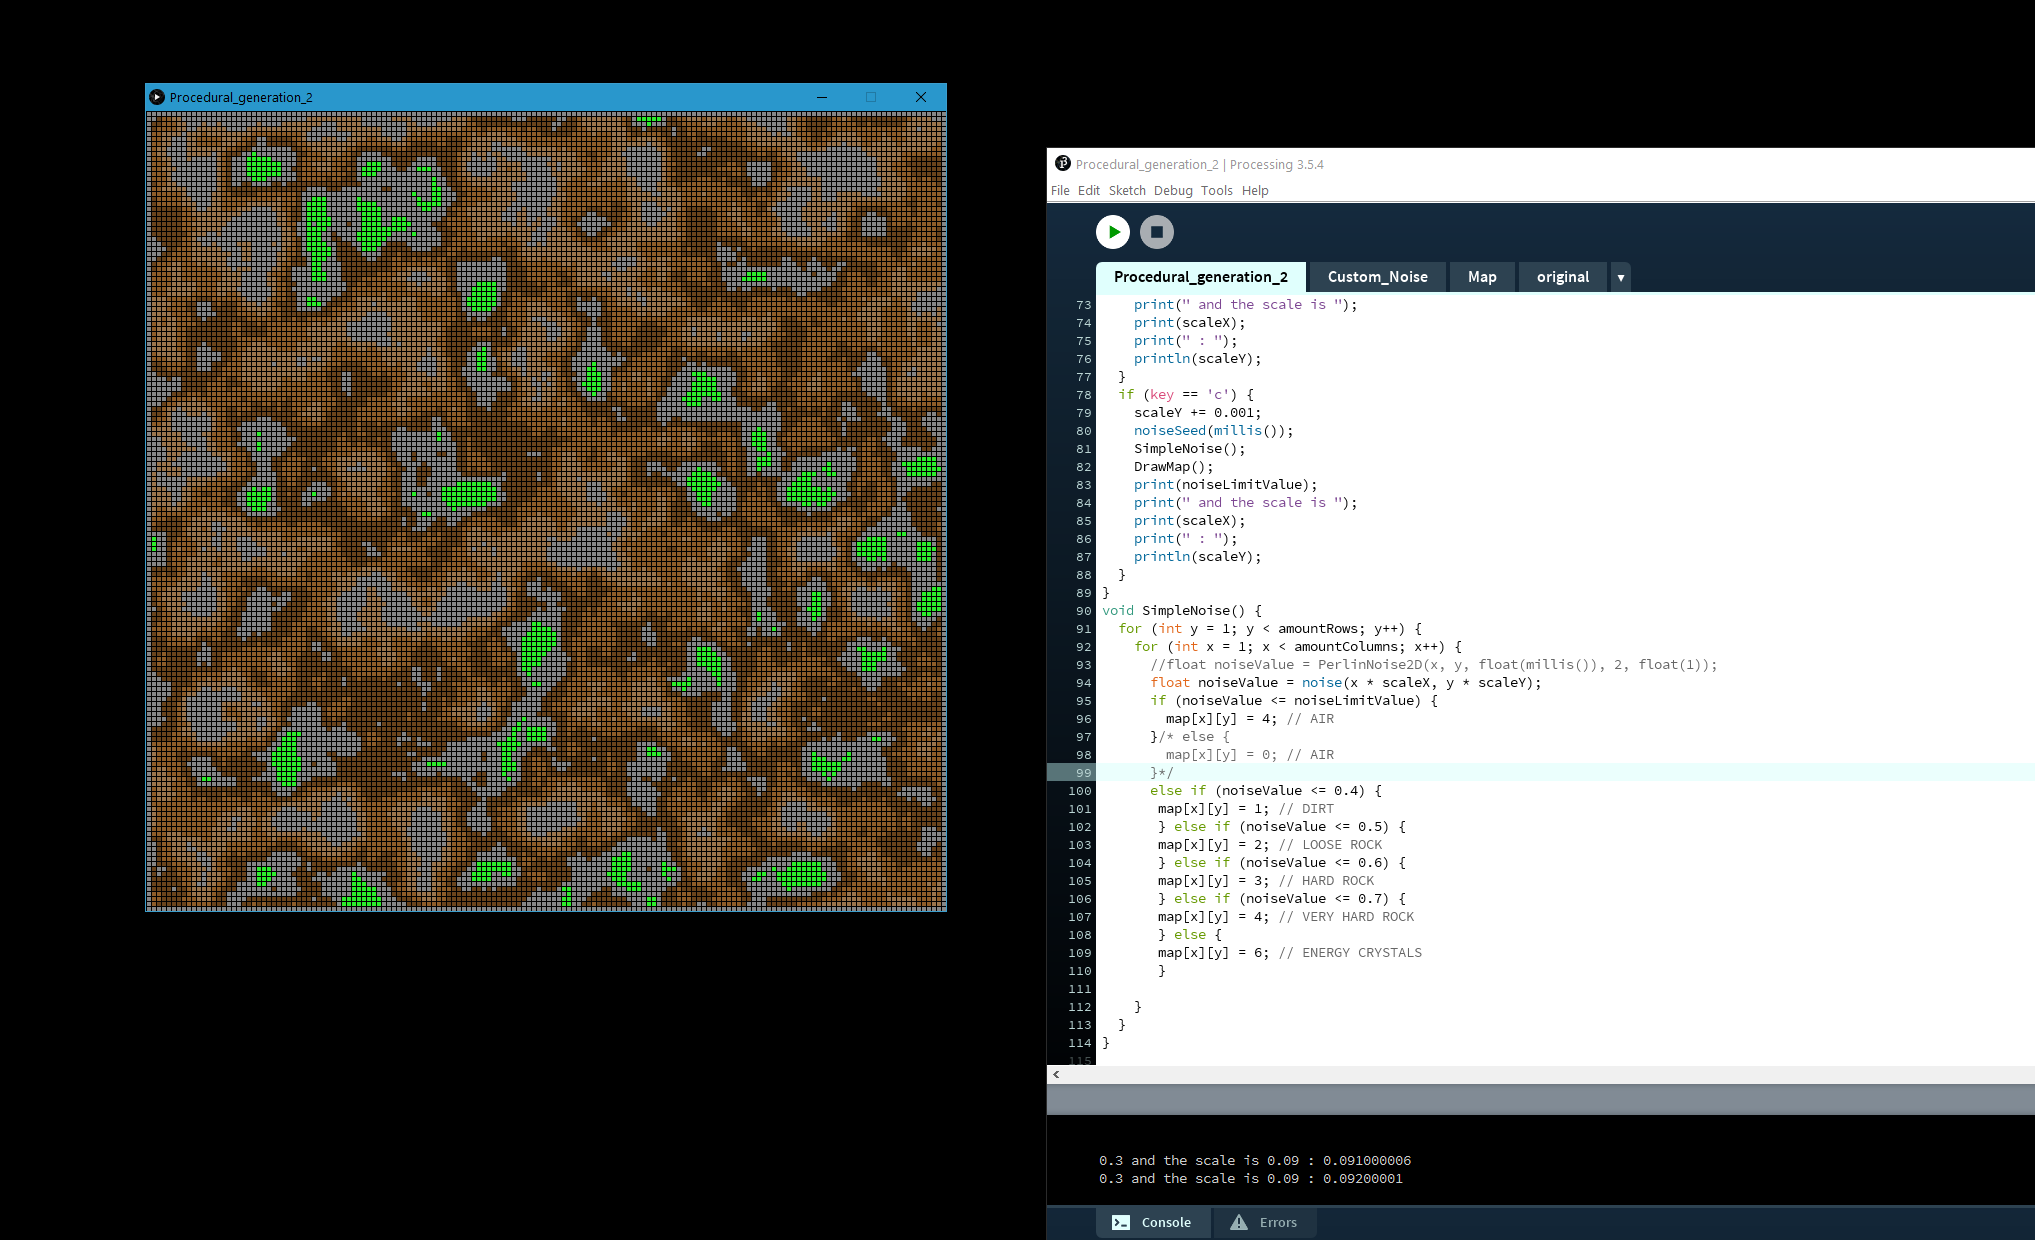 Procedural_generation_2
Procedural_generation_2 | Processing 3.5.4
File Edit Sketch Debug Tools Help
Procedural_generation_2 Custom_Noise Map original
73 print(" and the scale is ");
74 print(scaleX);
75 print(" : ");
76 println(scaleY);
77 }
78 if (key == 'c') {
79 scaleY += 0.001;
80 noiseSeed(millis());
81 SimpleNoise();
82 DrawMap();
83 print(noiseLimitValue);
84 print(" and the scale is ");
85 print(scaleX);
86 print(" : ");
87 println(scaleY);
88 }
89 }
90 void SimpleNoise() {
91 for (int y = 1; y < amountRows; y++) {
92 for (int x = 1; x < amountColumns; x++) {
93 //float noiseValue = PerlinNoise2D(x, y, float(millis()), 2, float(1));
94 float noiseValue = noise(x * scaleX, y * scaleY);
95 if (noiseValue <= noiseLimitValue) {
96 map[x][y] = 4; // AIR
97 }/* else {
98 map[x][y] = 0; // AIR
99 }*/
100 else if (noiseValue <= 0.4) {
101 map[x][y] = 1; // DIRT
102 } else if (noiseValue <= 0.5) {
103 map[x][y] = 2; // LOOSE ROCK
104 } else if (noiseValue <= 0.6) {
105 map[x][y] = 3; // HARD ROCK
106 } else if (noiseValue <= 0.7) {
107 map[x][y] = 4; // VERY HARD ROCK
108 } else {
109 map[x][y] = 6; // ENERGY CRYSTALS
110 }
111
112 }
113 }
114 }
115
0.3 and the scale is 0.09 : 0.091000006
0.3 and the scale is 0.09 : 0.09200001
Console Errors